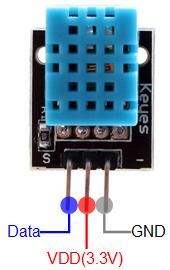 Keyes
S
-
Data
GND
VDD(3.3V)